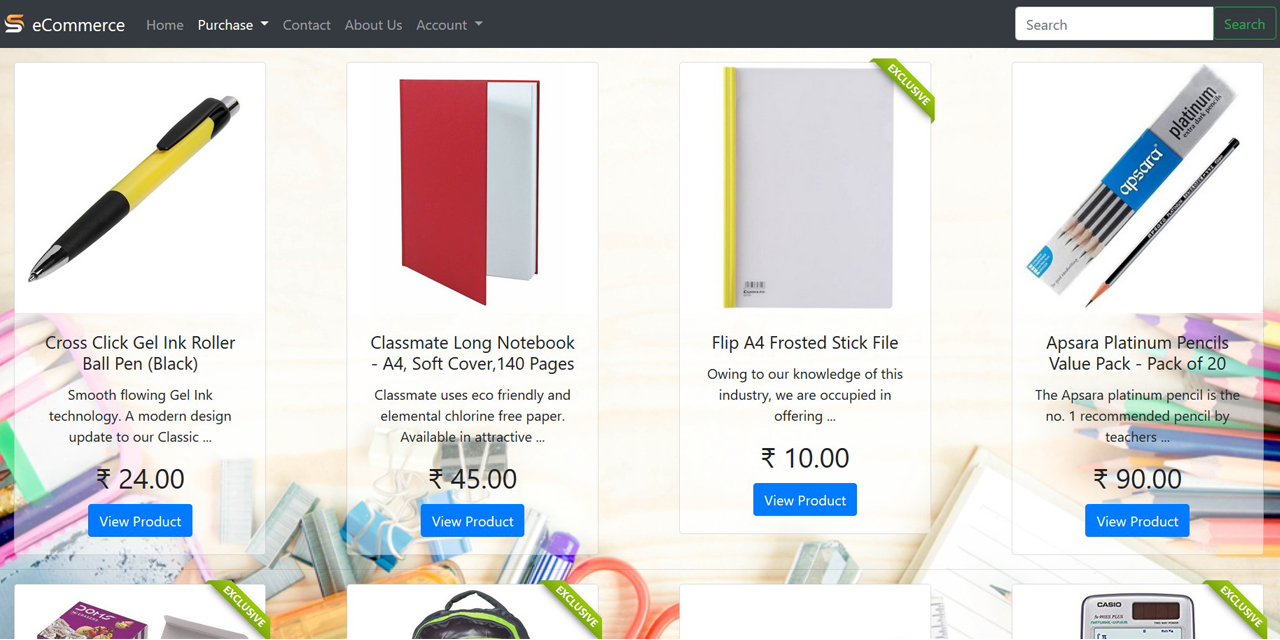 eCommerce Home Purchase Contact About Us Account Search Search
EXCLUSIVE
platinum
extra dark pencils
apsara
Cross Click Gel Ink Roller
Ball Pen (Black)
Smooth flowing Gel Ink
technology. A modern design
update to our Classic ...
₹ 24.00
View Product
Classmate Long Notebook
- A4, Soft Cover,140 Pages
Classmate uses eco friendly and
elemental chlorine free paper.
Available in attractive ...
₹ 45.00
View Product
Flip A4 Frosted Stick File
Owing to our knowledge of this
industry, we are occupied in
offering ...
₹ 10.00
View Product
Apsara Platinum Pencils
Value Pack - Pack of 20
The Apsara platinum pencil is the
no. 1 recommended pencil by
teachers ...
₹ 90.00
View Product
EXCLUSIVE
EXCLUSIVE
CASIO
EXCLUSIVE